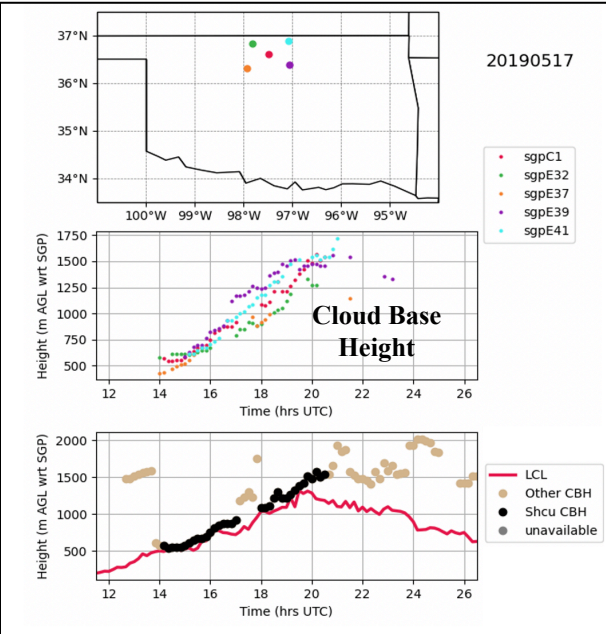 37°N
36°N
35°N
34°N
100°W 99°W 98°W 97°W 96°W 95°W
20190517
sgpC1
sgpE32
sgpE37
sgpE39
sgpE41
1750
1500
1250
1000
750
500
Height (m AGL wrt SGP)
Cloud Base
Height
12 14 16 18 20 22 24 26
Time (hrs UTC)
2000
1500
1000
500
Height (m AGL wrt SGP)
12 14 16 18 20 22 24 26
Time (hrs UTC)
LCL
Other CBH
Shcu CBH
unavailable